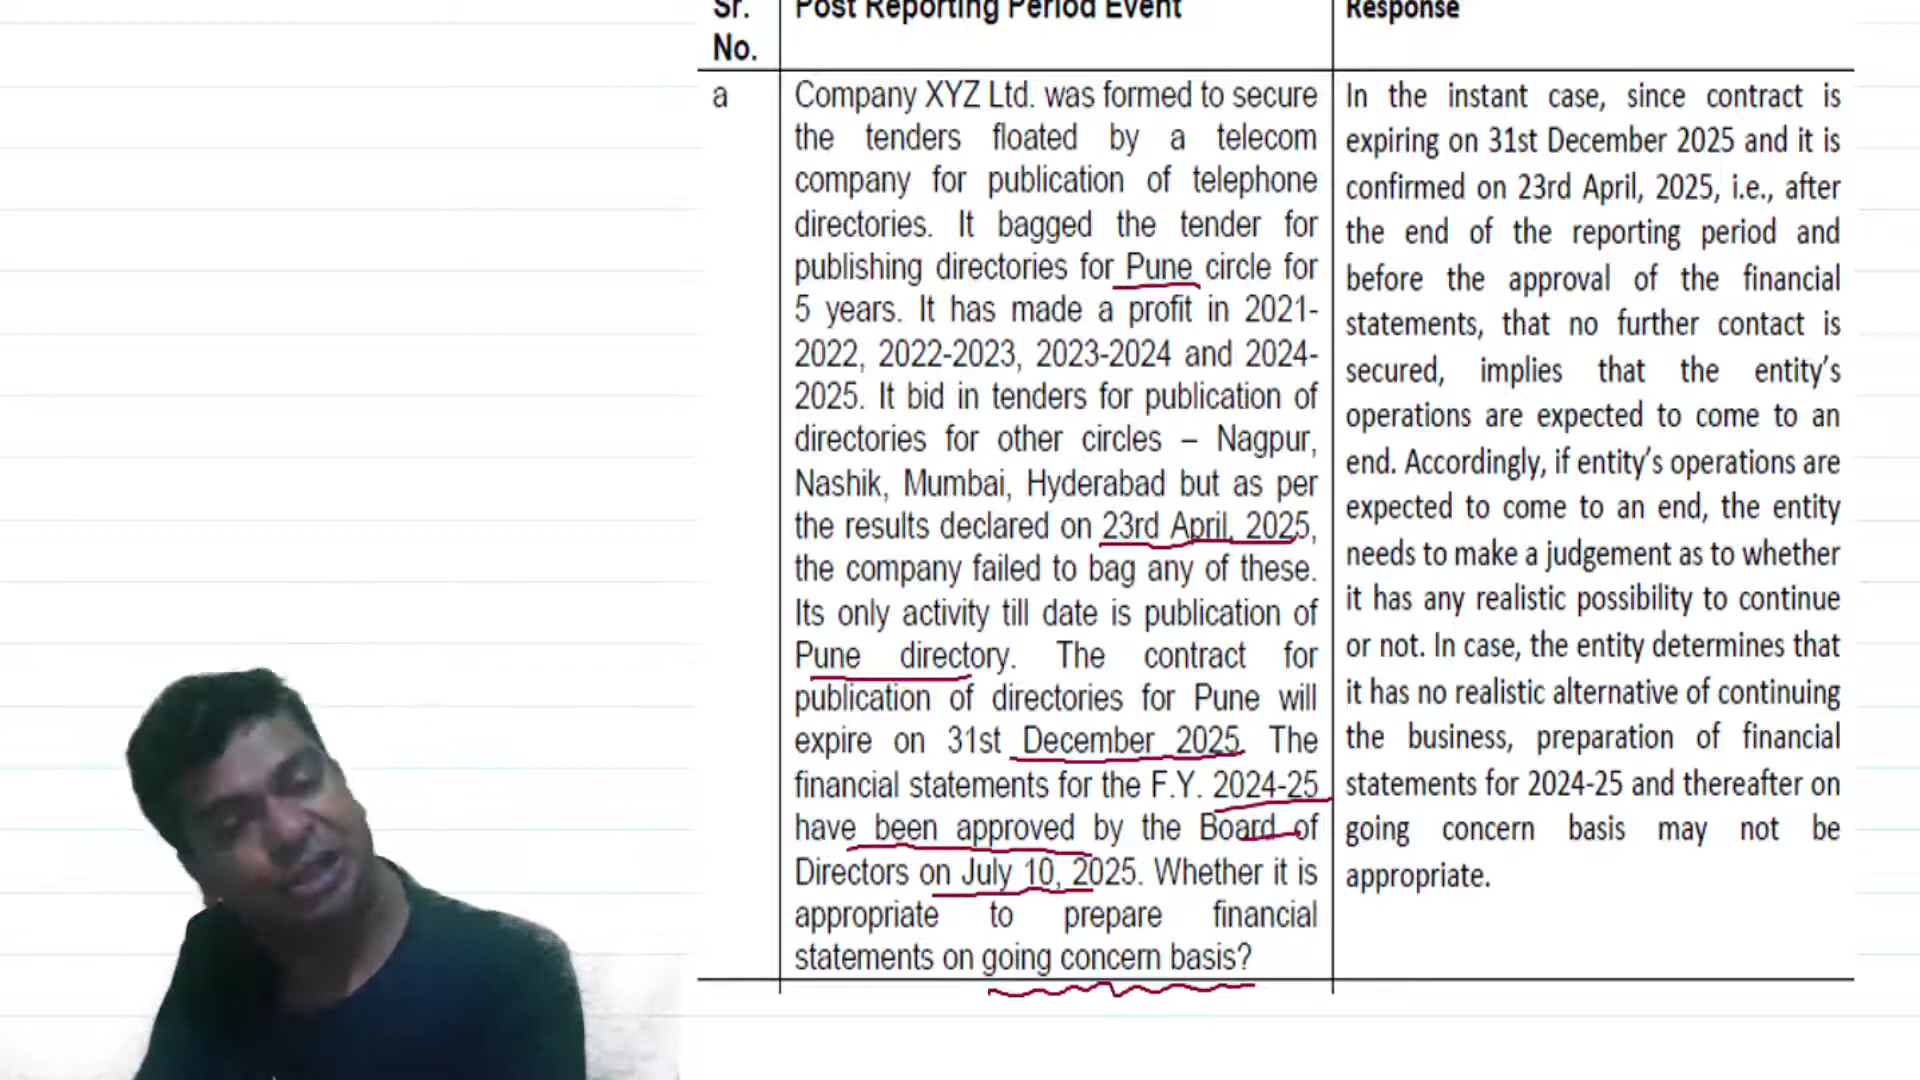 Sr. Post Reporting Period Event Response
No.
a
Company XYZ Ltd. was formed to secure
the tenders floated by a telecom
company for publication of telephone
directories. It bagged the tender for
publishing directories for Pune circle for
5 years. It has made a profit in 2021-
2022, 2022-2023, 2023-2024 and 2024-
2025. It bid in tenders for publication of
directories for other circles – Nagpur,
Nashik, Mumbai, Hyderabad but as per
the results declared on 23rd April, 2025,
the company failed to bag any of these.
Its only activity till date is publication of
Pune directory. The contract for
publication of directories for Pune will
expire on 31st December 2025. The
financial statements for the F.Y. 2024-25
have been approved by the Board of
Directors on July 10, 2025. Whether it is
appropriate to prepare financial
statements on going concern basis?
In the instant case, since contract is
expiring on 31st December 2025 and it is
confirmed on 23rd April, 2025, i.e., after
the end of the reporting period and
before the approval of the financial
statements, that no further contact is
secured, implies that the entity’s
operations are expected to come to an
end. Accordingly, if entity’s operations are
expected to come to an end, the entity
needs to make a judgement as to whether
it has any realistic possibility to continue
or not. In case, the entity determines that
it has no realistic alternative of continuing
the business, preparation of financial
statements for 2024-25 and thereafter on
going concern basis may not be
appropriate.